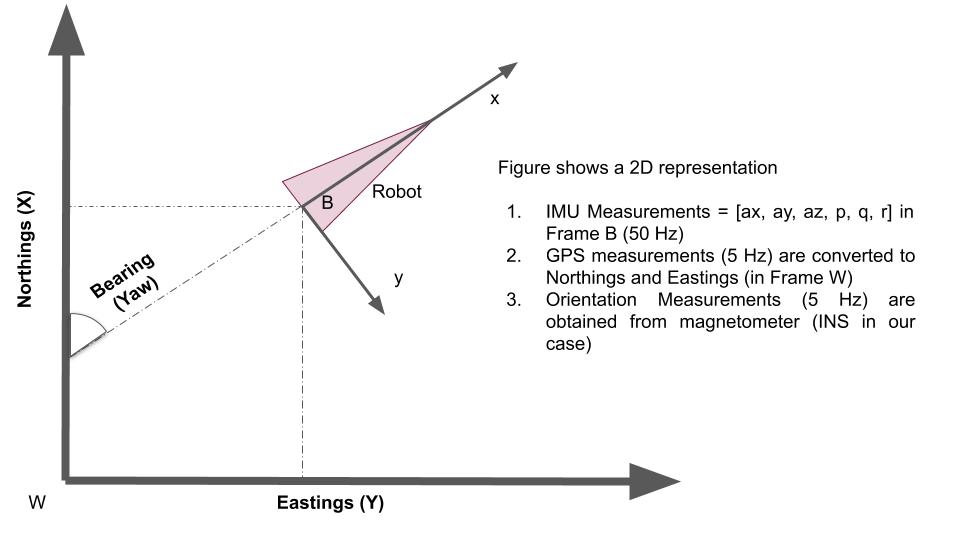 x
Figure shows a 2D representation
Robot
B
1. IMU Measurements = [ax, ay, az, p, q, r] in
Frame B (50 Hz)
2. GPS measurements (5 Hz) are converted to
Northings and Eastings (in Frame W)
3. Orientation Measurements (5 Hz) are
obtained from magnetometer (INS in our
case)
Northings (X)
Bearing
(Yaw)
y
W
Eastings (Y)